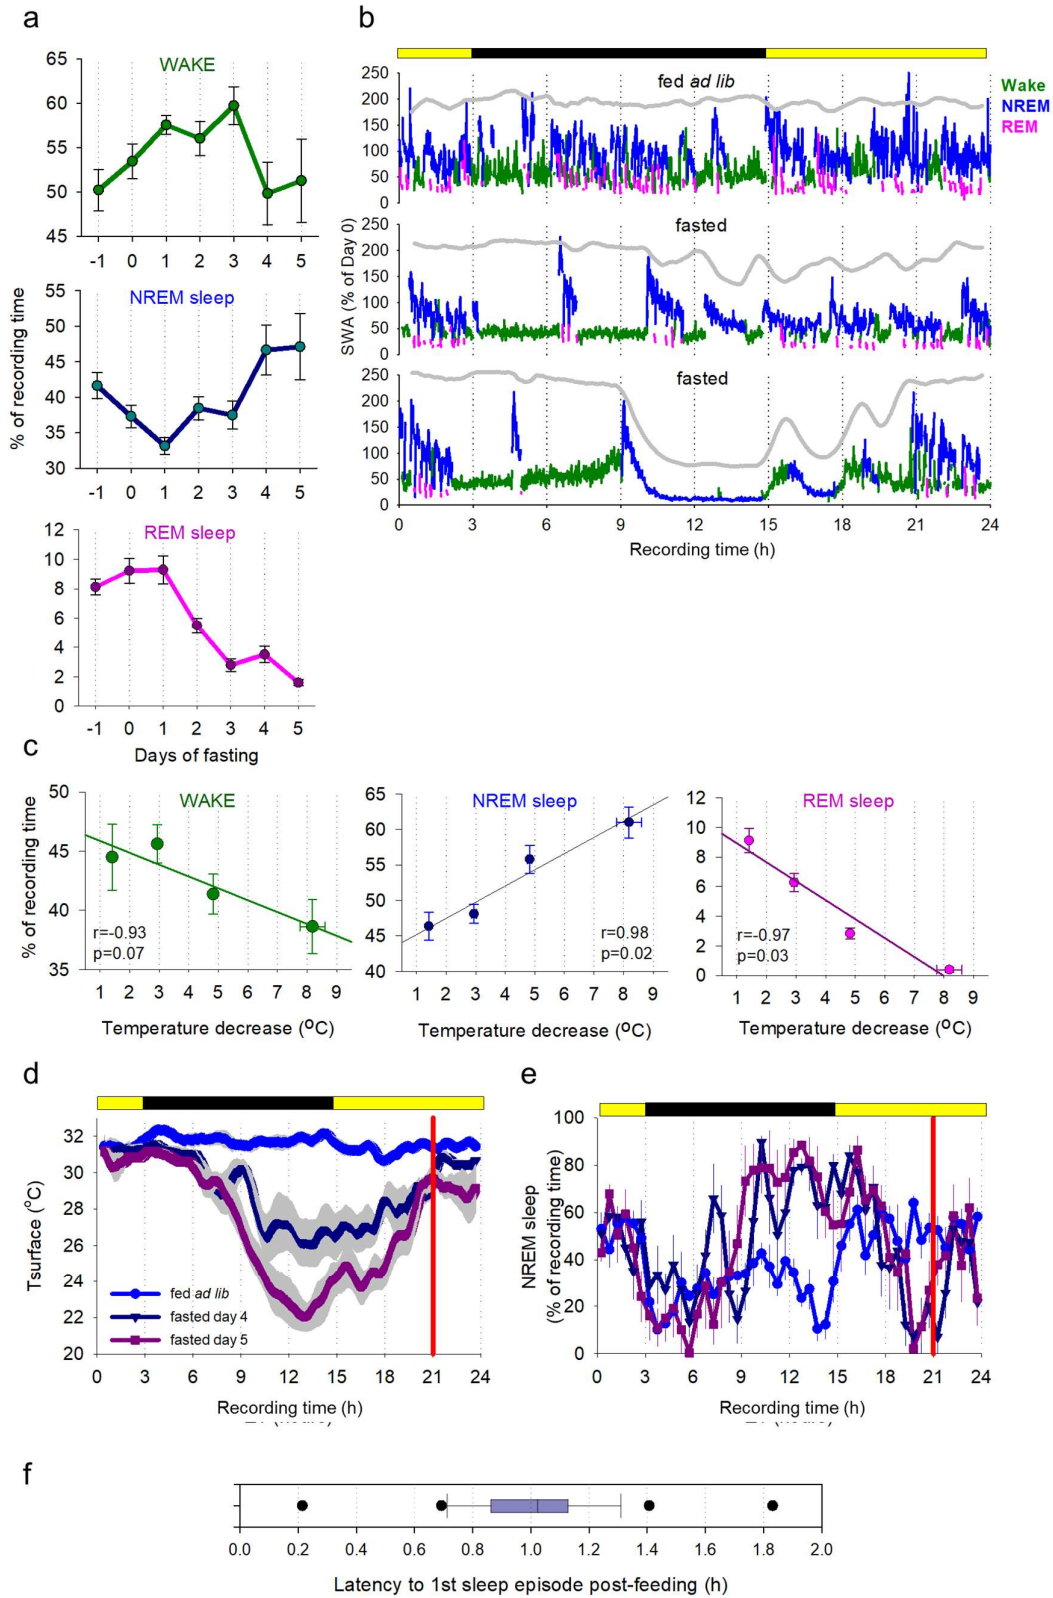 a
WAKE
65
60
55
50
45
-1 0 1 2 3 4 5
NREM sleep
55
50
45
40
35
30
-1 0 1 2 3 4 5
% of recording time
REM sleep
12
10
8
6
4
2
0
-1 0 1 2 3 4 5
Days of fasting
b
fed ad lib
250
200
150
100
50
0
Wake
NREM
REM
fasted
250
200
150
100
50
0
SWA (% of Day 0)
fasted
250
200
150
100
50
0
0 3 6 9 12 15 18 21 24
Recording time (h)
c
WAKE
50
45
40
35
% of recording time
r=-0.93
p=0.07
1 2 3 4 5 6 7 8 9
Temperature decrease (°C)
NREM sleep
65
60
55
50
45
40
r=0.98
p=0.02
1 2 3 4 5 6 7 8 9
Temperature decrease (°C)
REM sleep
12
10
8
6
4
2
0
r=-0.97
p=0.03
1 2 3 4 5 6 7 8 9
Temperature decrease (°C)
d
32
30
28
26
24
22
20
Tsurface (°C)
fed ad lib
fasted day 4
fasted day 5
0 3 6 9 12 15 18 21 24
Recording time (h)
e
100
80
60
40
20
0
NREM sleep
(% of recording time)
0 3 6 9 12 15 18 21 24
Recording time (h)
f
0.0 0.2 0.4 0.6 0.8 1.0 1.2 1.4 1.6 1.8 2.0
Latency to 1st sleep episode post-feeding (h)